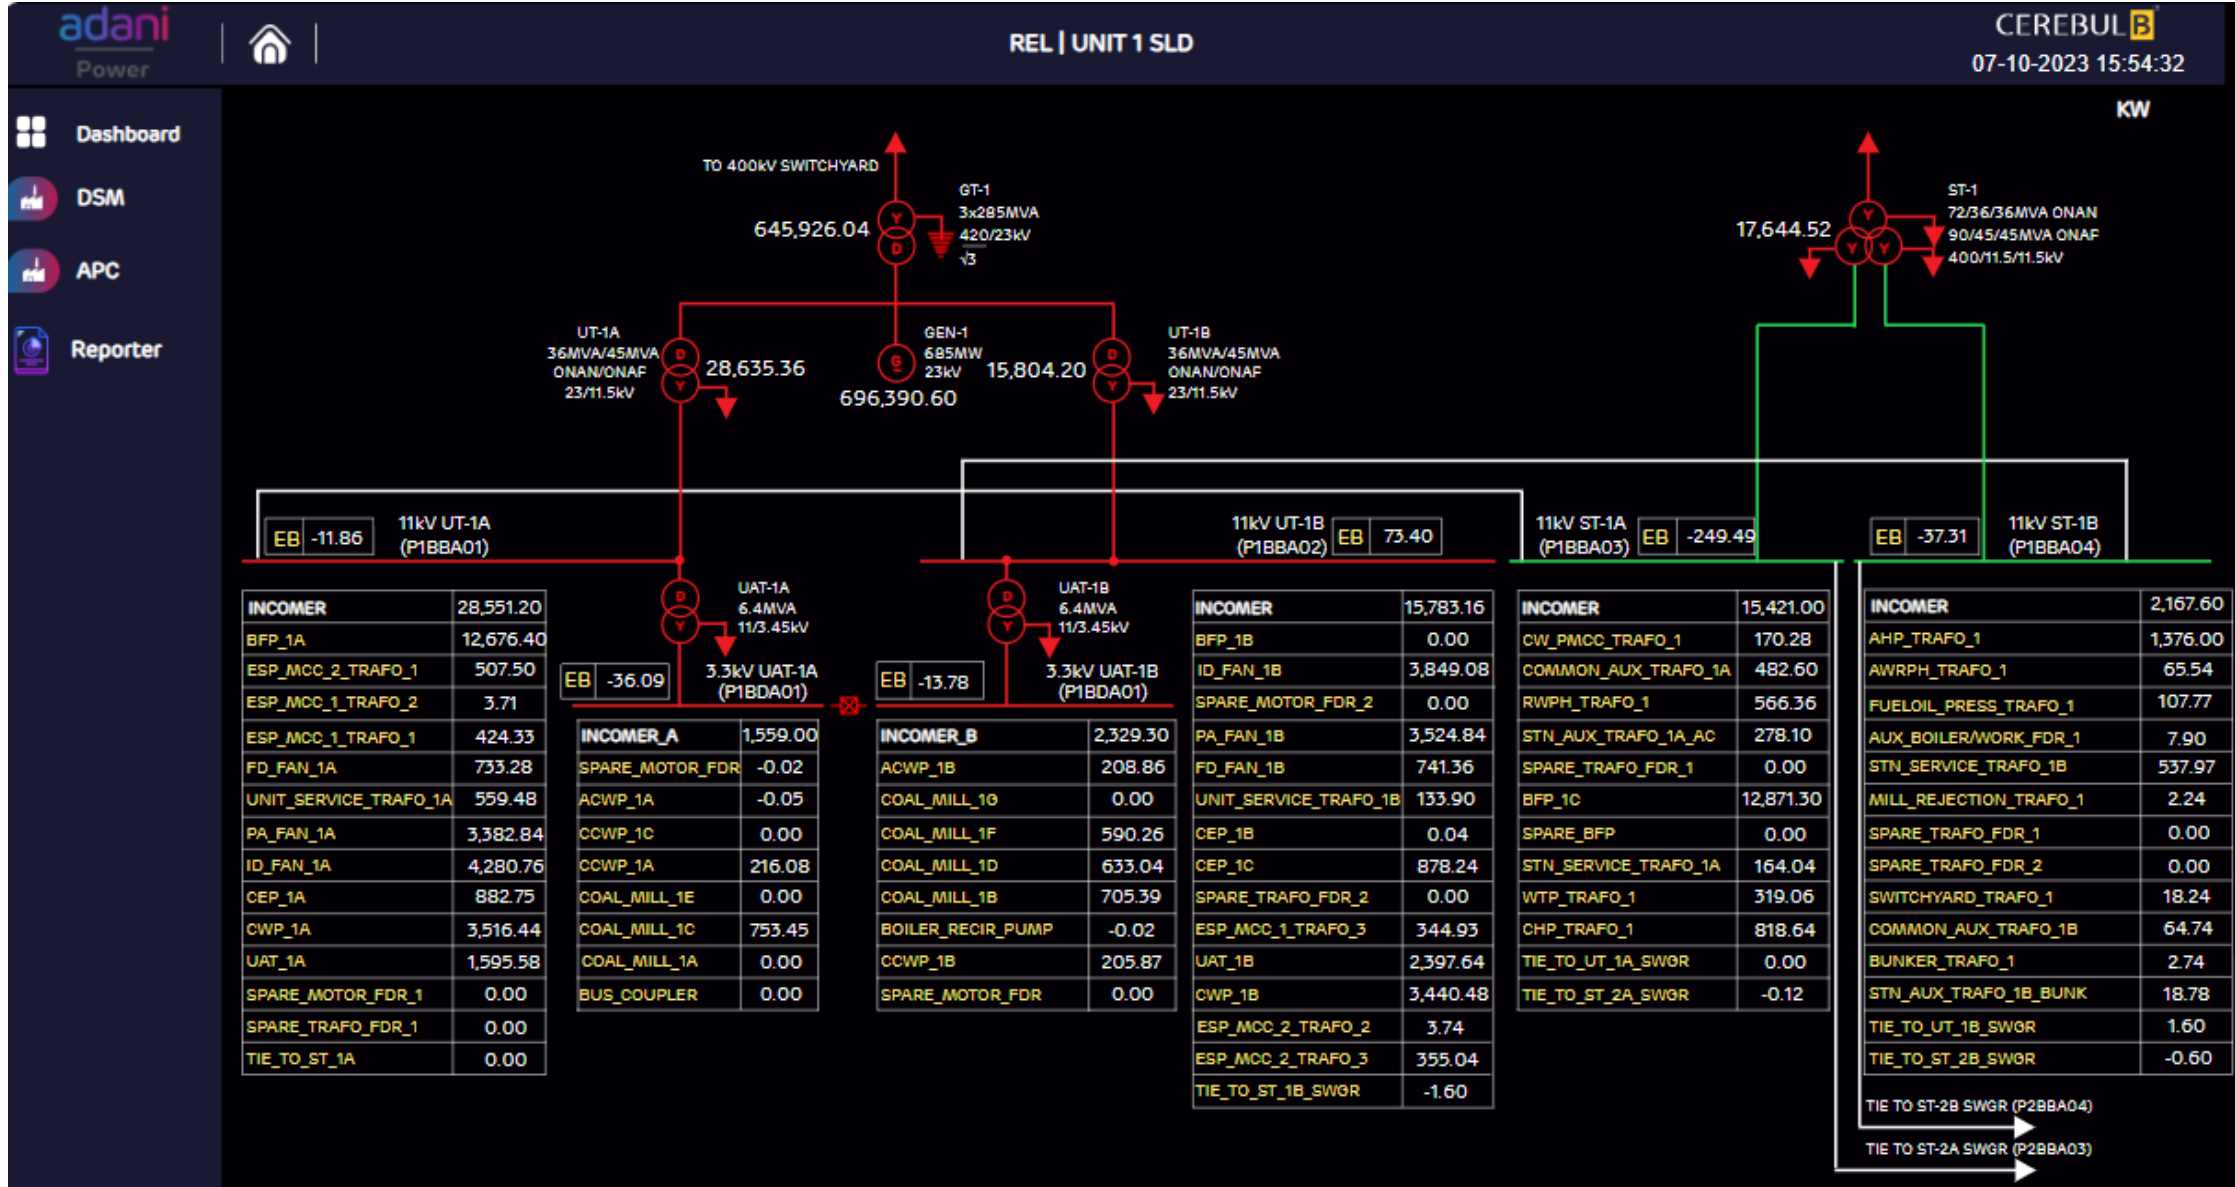 adani
Power
REL | UNIT 1 SLD
CEREBULB
07-10-2023 15:54:32
Dashboard
DSM
APC
Reporter
KW
TO 400kV SWITCHYARD
645,926.04
Y
D
GT-1
3x285MVA
420/23kV
√3
17,644.52
Y
Y Y
ST-1
72/36/36MVA ONAN
90/45/45MVA ONAF
400/11.5/11.5kV
UT-1A
36MVA/45MVA
ONAN/ONAF
23/11.5kV
D
Y
28,635.36
GEN-1
685MW
23kV
G
696,390.60
15,804.20
D
Y
UT-1B
36MVA/45MVA
ONAN/ONAF
23/11.5kV
EB -11.86
11kV UT-1A
(P1BBA01)
11kV UT-1B
(P1BBA02)
EB 73.40
11kV ST-1A
(P1BBA03)
EB -249.49
EB -37.31
11kV ST-1B
(P1BBA04)
INCOMER 28,551.20
BFP_1A 12,676.40
ESP_MCC_2_TRAFO_1 507.50
ESP_MCC_1_TRAFO_2 3.71
ESP_MCC_1_TRAFO_1 424.33
FD_FAN_1A 733.28
UNIT_SERVICE_TRAFO_1A 559.48
PA_FAN_1A 3,382.84
ID_FAN_1A 4,280.76
CEP_1A 882.75
CWP_1A 3,516.44
UAT_1A 1,595.58
SPARE_MOTOR_FDR_1 0.00
SPARE_TRAFO_FDR_1 0.00
TIE_TO_ST_1A 0.00
D
Y
UAT-1A
6.4MVA
11/3.45kV
EB -36.09
3.3kV UAT-1A
(P1BDA01)
INCOMER_A 1,559.00
SPARE_MOTOR_FDR -0.02
ACWP_1A -0.05
CCWP_1C 0.00
CCWP_1A 216.08
COAL_MILL_1E 0.00
COAL_MILL_1C 753.45
COAL_MILL_1A 0.00
BUS_COUPLER 0.00
D
Y
UAT-1B
6.4MVA
11/3.45kV
EB -13.78
3.3kV UAT-1B
(P1BDA01)
INCOMER_B 2,329.30
ACWP_1B 208.86
COAL_MILL_1G 0.00
COAL_MILL_1F 590.26
COAL_MILL_1D 633.04
COAL_MILL_1B 705.39
BOILER_RECIR_PUMP -0.02
CCWP_1B 205.87
SPARE_MOTOR_FDR 0.00
INCOMER 15,783.16
BFP_1B 0.00
ID_FAN_1B 3,849.08
SPARE_MOTOR_FDR_2 0.00
PA_FAN_1B 3,524.84
FD_FAN_1B 741.36
UNIT_SERVICE_TRAFO_1B 133.90
CEP_1B 0.04
CEP_1C 878.24
SPARE_TRAFO_FDR_2 0.00
ESP_MCC_1_TRAFO_3 344.93
UAT_1B 2,397.64
CWP_1B 3,440.48
ESP_MCC_2_TRAFO_2 3.74
ESP_MCC_2_TRAFO_3 355.04
TIE_TO_ST_1B_SWGR -1.60
INCOMER 15,421.00
CW_PMCC_TRAFO_1 170.28
COMMON_AUX_TRAFO_1A 482.60
RWPH_TRAFO_1 566.36
STN_AUX_TRAFO_1A_AC 278.10
SPARE_TRAFO_FDR_1 0.00
BFP_1C 12,871.30
SPARE_BFP 0.00
STN_SERVICE_TRAFO_1A 164.04
WTP_TRAFO_1 319.06
CHP_TRAFO_1 818.64
TIE_TO_UT_1A_SWGR 0.00
TIE_TO_ST_2A_SWGR -0.12
INCOMER 2,167.60
AHP_TRAFO_1 1,376.00
AWRPH_TRAFO_1 65.54
FUELOIL_PRESS_TRAFO_1 107.77
AUX_BOILER/WORK_FDR_1 7.90
STN_SERVICE_TRAFO_1B 537.97
MILL_REJECTION_TRAFO_1 2.24
SPARE_TRAFO_FDR_1 0.00
SPARE_TRAFO_FDR_2 0.00
SWITCHYARD_TRAFO_1 18.24
COMMON_AUX_TRAFO_1B 64.74
BUNKER_TRAFO_1 2.74
STN_AUX_TRAFO_1B_BUNK 18.78
TIE_TO_UT_1B_SWGR 1.60
TIE_TO_ST_2B_SWGR -0.60
TIE TO ST-2B SWGR (P2BBA04)
TIE TO ST-2A SWGR (P2BBA03)